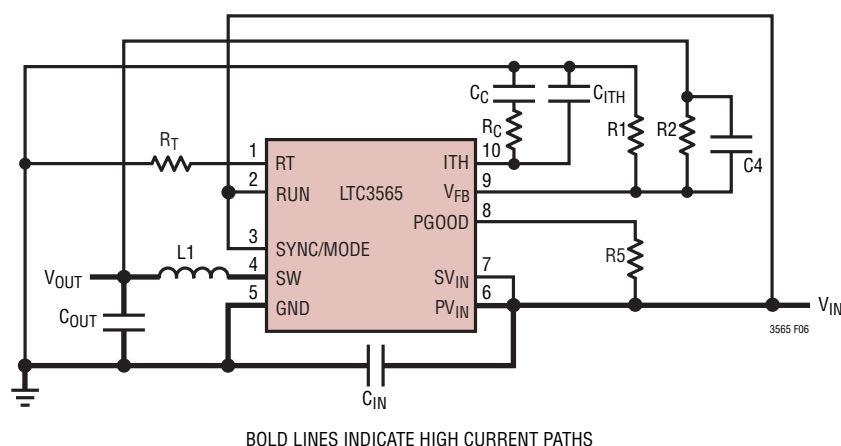 C_C
C_ITH
R_C
R1
R2
C4
R_T
1
RT
ITH
10
2
RUN
LTC3565
V_FB
9
PGOOD
8
3
SYNC/MODE
R5
L1
V_OUT
4
SW
SV_IN
7
5
GND
PV_IN
6
V_IN
C_OUT
3565 F06
C_IN
BOLD LINES INDICATE HIGH CURRENT PATHS